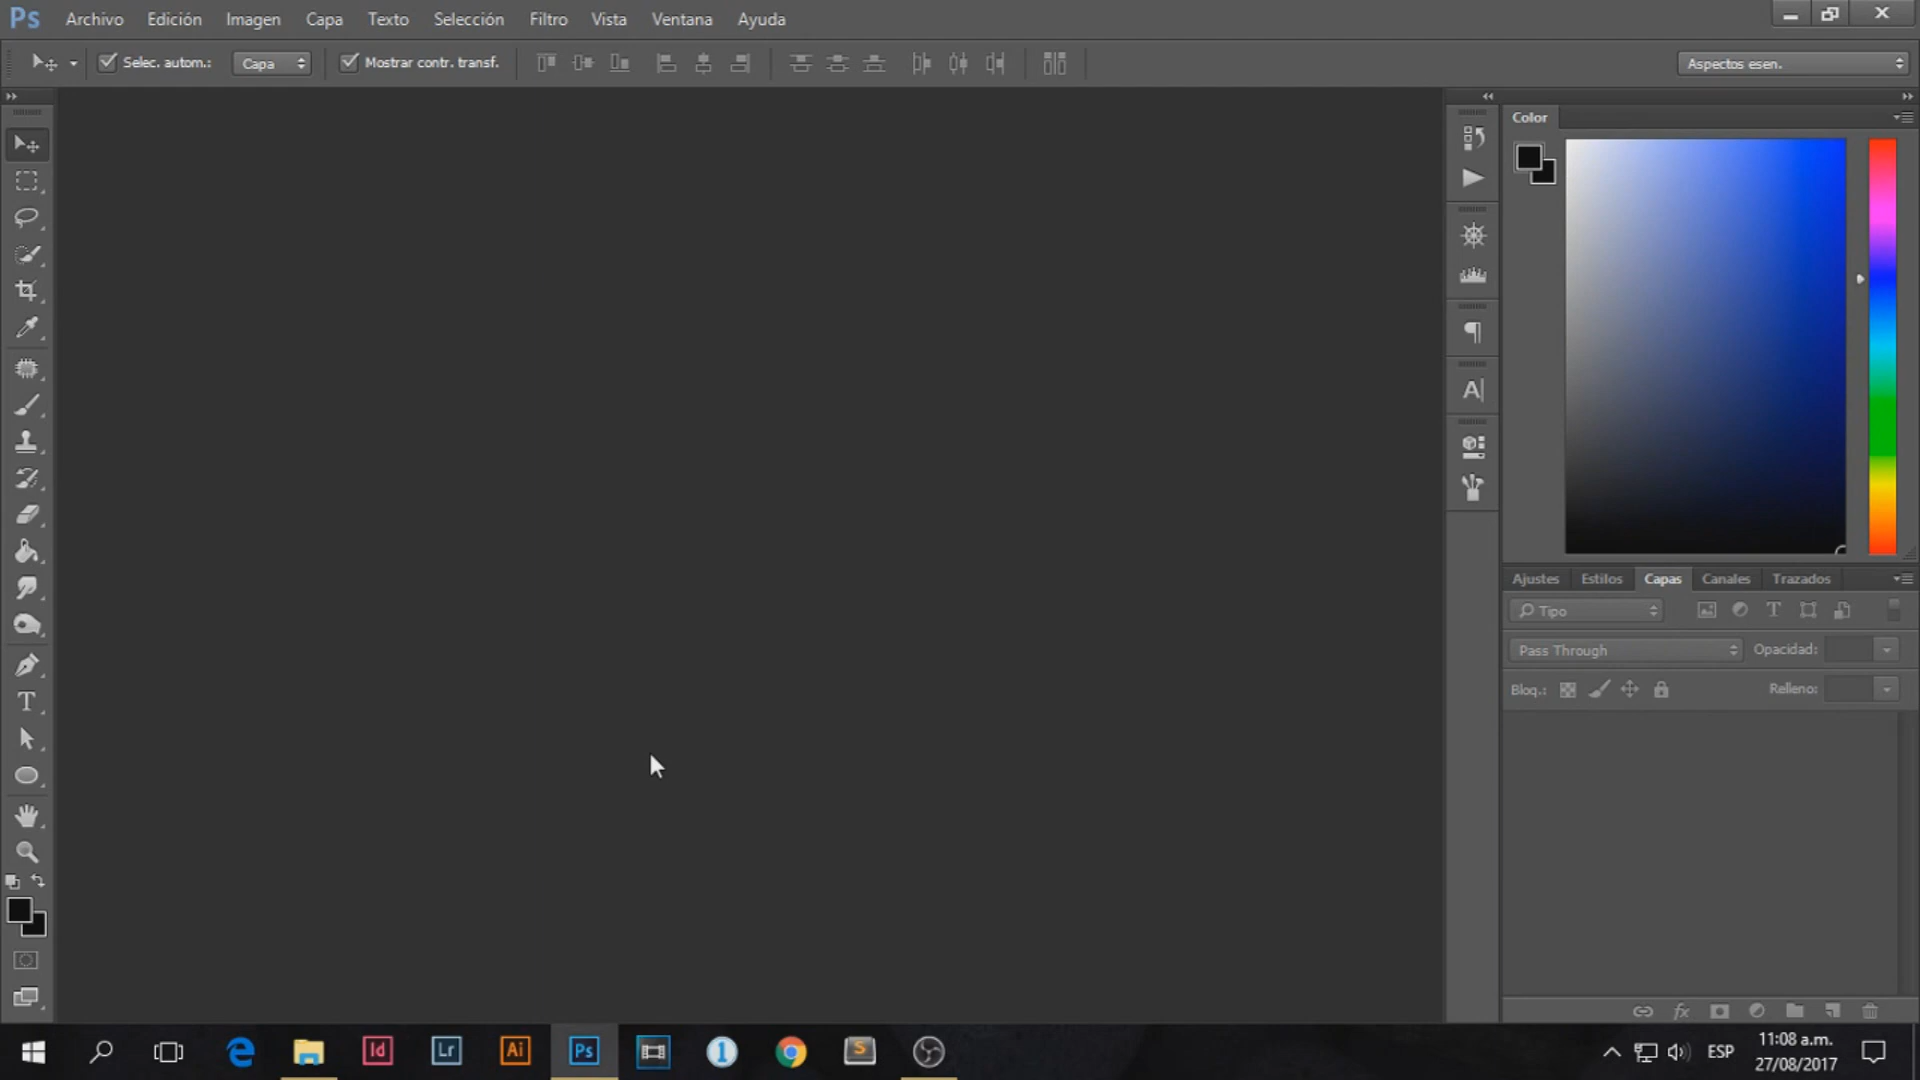 Ps Archivo Edición Imagen Capa Texto Selección Filtro Vista Ventana Ayuda
Selec. autom.: Capa Mostrar contr. transf. Aspectos esen.
Color
Ajustes Estilos Capas Canales Trazados
Tipo
Pass Through Opacidad:
Bloq.: Relleno:
Id Lr Ai Ps 1 S ESP
11:08 a.m.
27/08/2017